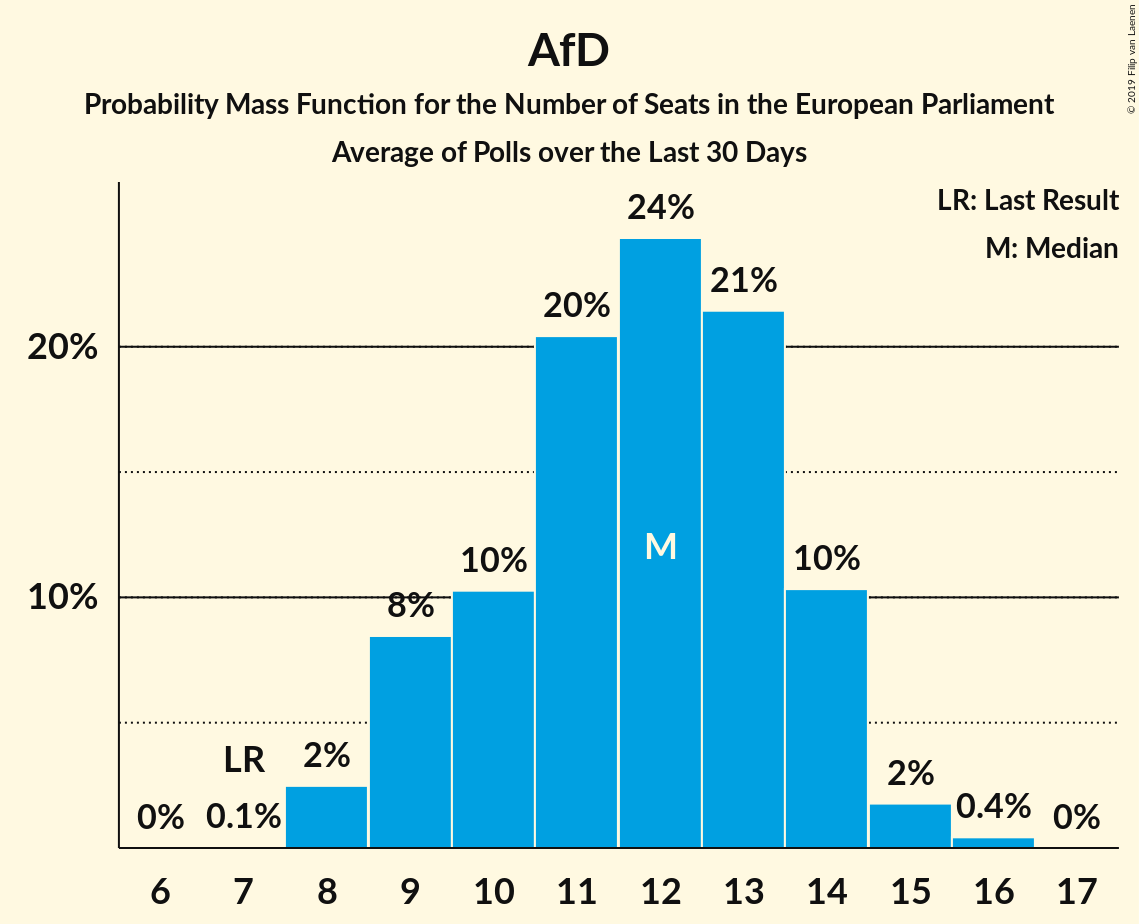 AfD
Probability Mass Function for the Number of Seats in the European Parliament
Average of Polls over the Last 30 Days
© 2019 Filip van Laenen
LR: Last Result
M: Median
24%
21%
20%
20%
10%
10%
10%
8%
M
LR
2%
2%
0%
0.1%
0.4%
0%
6 7 8 9 10 11 12 13 14 15 16 17